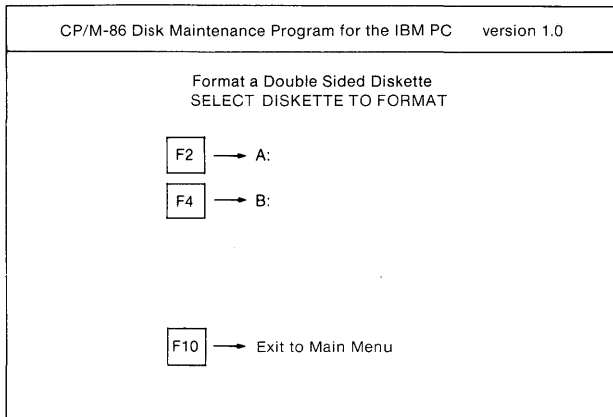 CP/M-86 Disk Maintenance Program for the IBM PC version 1.0
Format a Double Sided Diskette
SELECT DISKETTE TO FORMAT
F2 → A:
F4 → B:
F10 → Exit to Main Menu